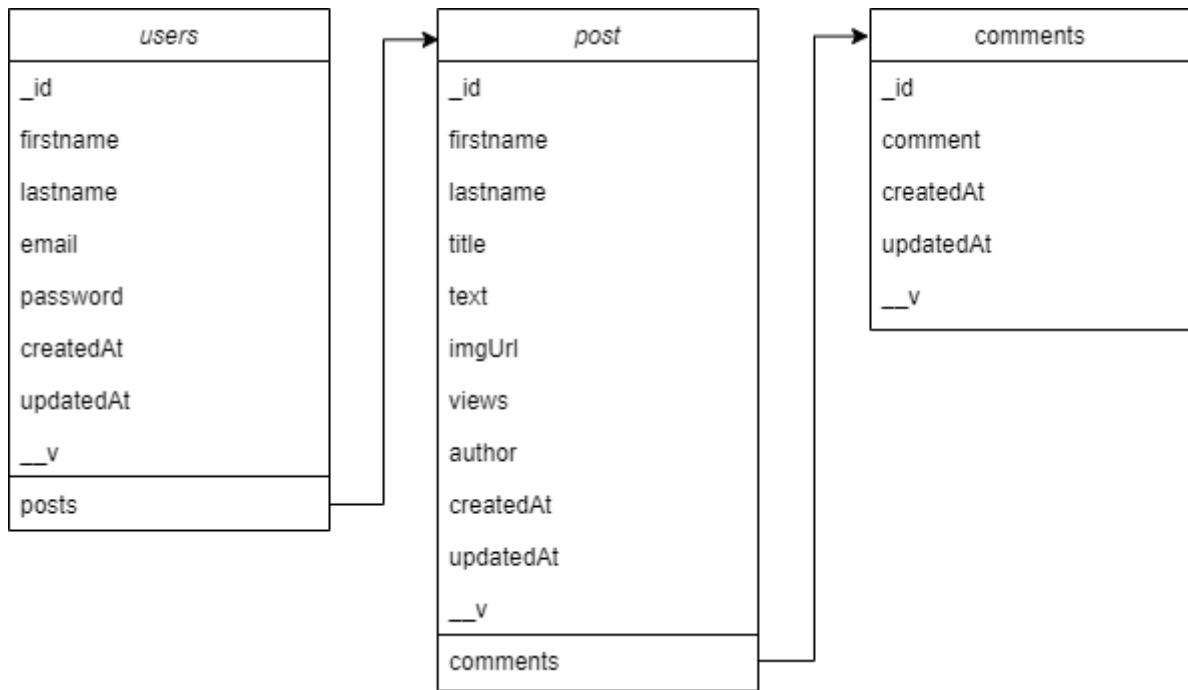 users
_id
firstname
lastname
email
password
createdAt
updatedAt
__v
posts
post
_id
firstname
lastname
title
text
imgUrl
views
author
createdAt
updatedAt
__v
comments
comments
_id
comment
createdAt
updatedAt
__v